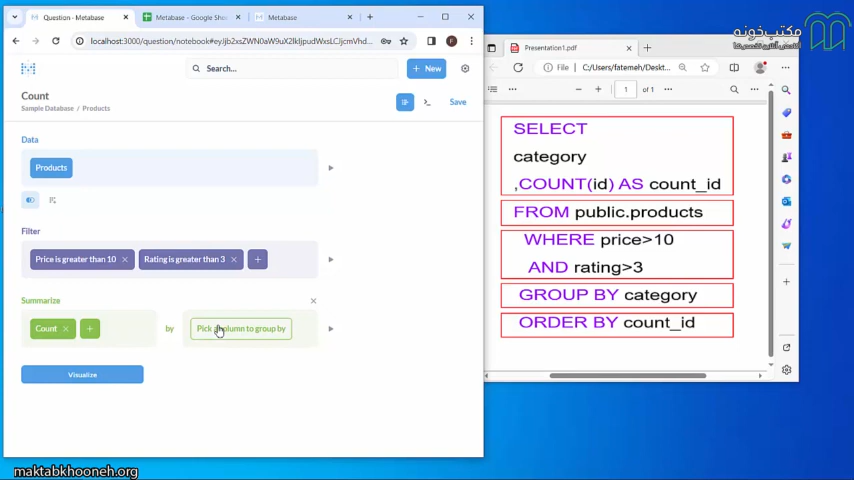 Question · Metabase
Metabase - Google Sho
Metabase
localhost:3000/question/notebook#eyJjb2xsZWN0aW9uX2lkIjpudWxsLCJjcmVhd...
Search...
+ New
Count
Sample Database / Products
Save
Data
Products
Filter
Price is greater than 10
Rating is greater than 3
Summarize
Count
by
Pick a column to group by
Visualize
Presentation1.pdf
File
C:/Users/fatemeh/Deskt...
1
of 1
SELECT
category
,COUNT(id) AS count_id
FROM public.products
WHERE price>10
AND rating>3
GROUP BY category
ORDER BY count_id
مکتب‌خونه
maktabkhooneh.org